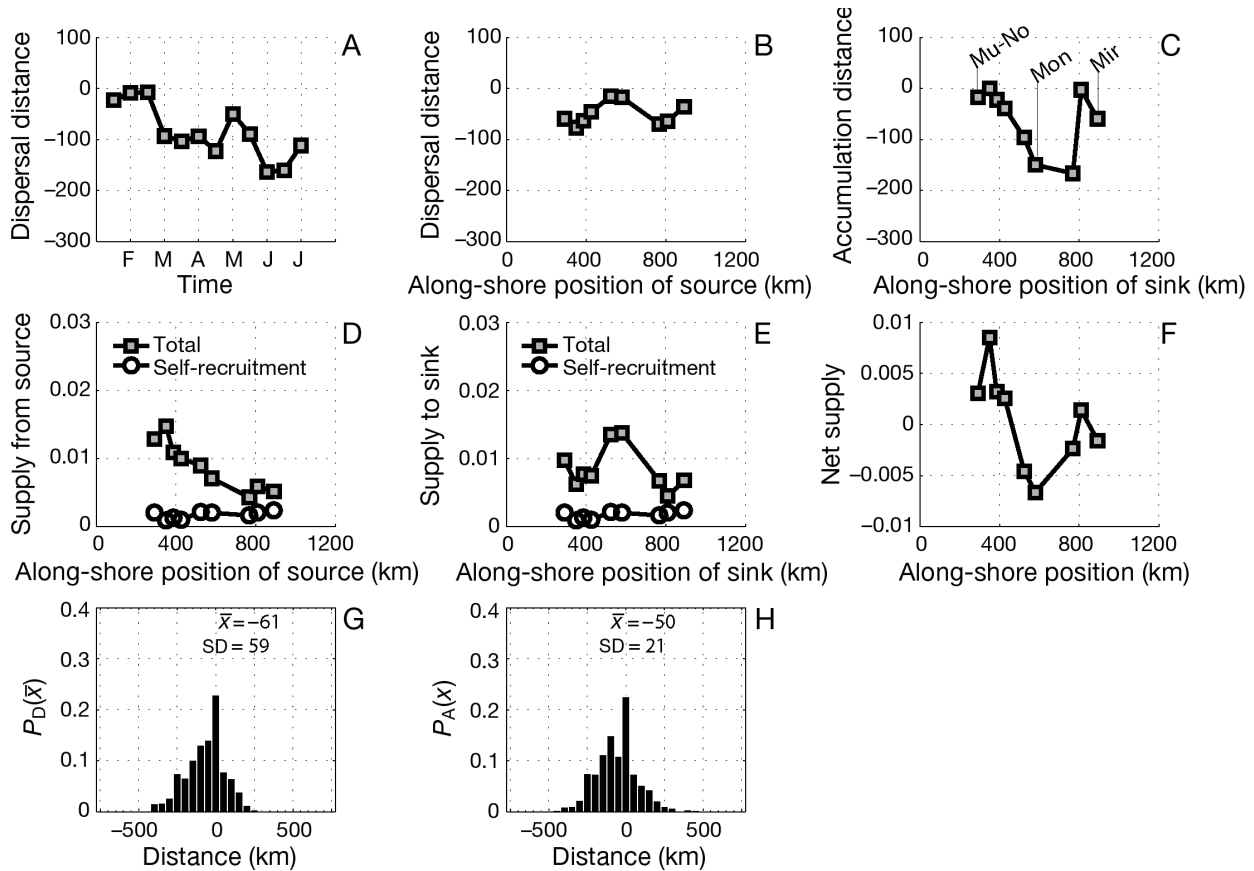 A
Dispersal distance
100
0
−100
−200
−300
F M A M J J
Time
B
Dispersal distance
100
0
−100
−200
−300
0 400 800 1200
Along-shore position of source (km)
C
Accumulation distance
100
0
−100
−200
−300
Mu-No
Mon
Mir
0 400 800 1200
Along-shore position of sink (km)
D
Supply from source
0.03
0.02
0.01
0
Total
Self-recruitment
0 400 800 1200
Along-shore position of source (km)
E
Supply to sink
0.03
0.02
0.01
0
Total
Self-recruitment
0 400 800 1200
Along-shore position of sink (km)
F
Net supply
0.01
0.005
0
−0.005
−0.01
0 400 800 1200
Along-shore position (km)
G
P_D(x̅)
0.4
0.3
0.2
0.1
0
x̅ = −61
SD = 59
−500 0 500
Distance (km)
H
P_A(x)
0.4
0.3
0.2
0.1
0
x̅ = −50
SD = 21
−500 0 500
Distance (km)